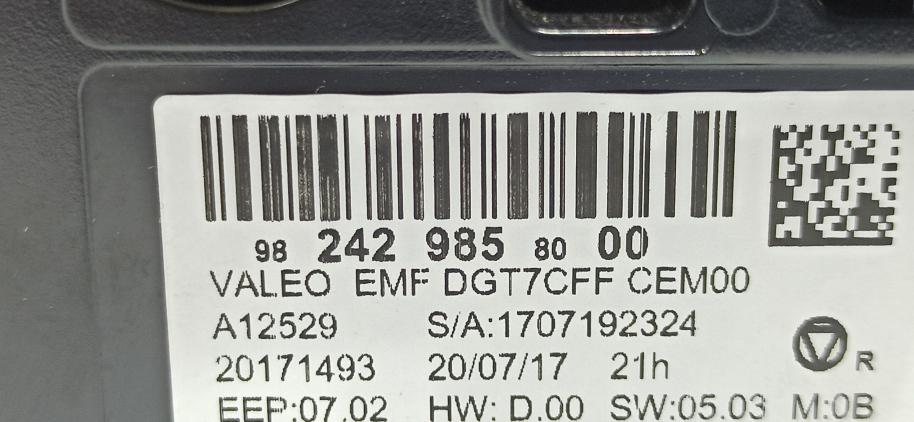 98 242 985 80 00
VALEO EMF DGT7CFF CEM00
A12529 S/A:1707192324
20171493 20/07/17 21h R
EEP:07.02 HW: D.00 SW:05.03 M:0B